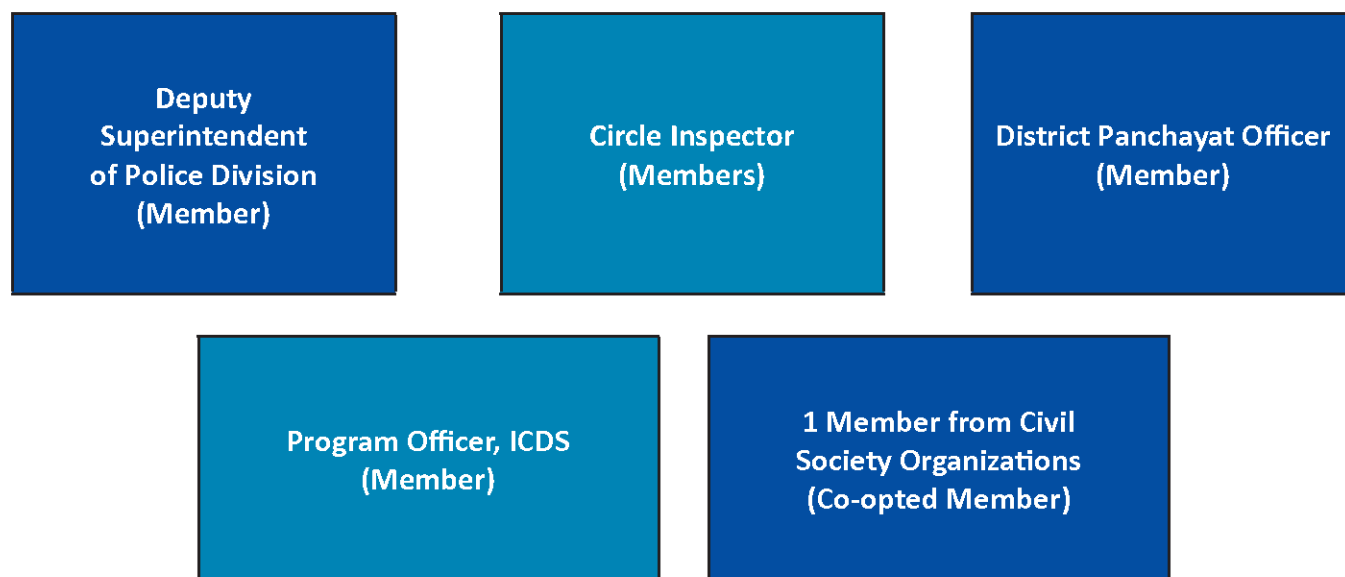 Deputy
Superintendent
of Police Division
(Member)
Circle Inspector
(Members)
District Panchayat Officer
(Member)
Program Officer, ICDS
(Member)
1 Member from Civil
Society Organizations
(Co-opted Member)